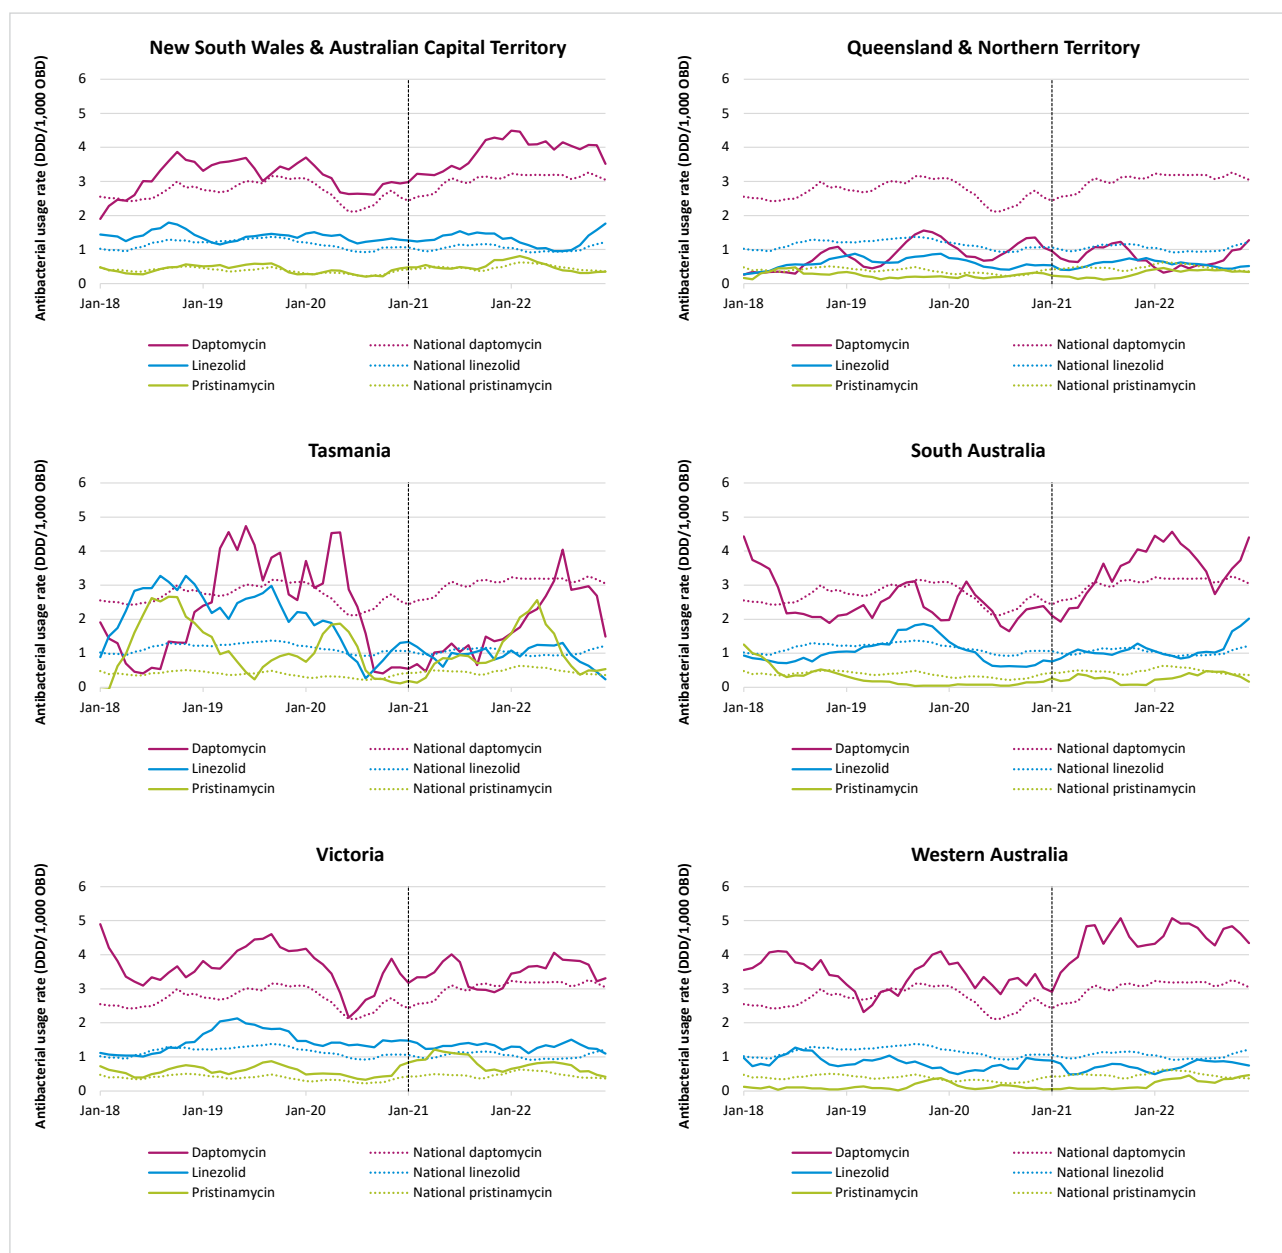 New South Wales & Australian Capital Territory
Antibacterial usage rate (DDD/1,000 OBD)
6
5
4
3
2
1
0
Jan-18 Jan-19 Jan-20 Jan-21 Jan-22
Daptomycin National daptomycin
Linezolid National linezolid
Pristinamycin National pristinamycin
Queensland & Northern Territory
Antibacterial usage rate (DDD/1,000 OBD)
6
5
4
3
2
1
0
Jan-18 Jan-19 Jan-20 Jan-21 Jan-22
Daptomycin National daptomycin
Linezolid National linezolid
Pristinamycin National pristinamycin
Tasmania
Antibacterial usage rate (DDD/1,000 OBD)
6
5
4
3
2
1
0
Jan-18 Jan-19 Jan-20 Jan-21 Jan-22
Daptomycin National daptomycin
Linezolid National linezolid
Pristinamycin National pristinamycin
South Australia
Antibacterial usage rate (DDD/1,000 OBD)
6
5
4
3
2
1
0
Jan-18 Jan-19 Jan-20 Jan-21 Jan-22
Daptomycin National daptomycin
Linezolid National linezolid
Pristinamycin National pristinamycin
Victoria
Antibacterial usage rate (DDD/1,000 OBD)
6
5
4
3
2
1
0
Jan-18 Jan-19 Jan-20 Jan-21 Jan-22
Daptomycin National daptomycin
Linezolid National linezolid
Pristinamycin National pristinamycin
Western Australia
Antibacterial usage rate (DDD/1,000 OBD)
6
5
4
3
2
1
0
Jan-18 Jan-19 Jan-20 Jan-21 Jan-22
Daptomycin National daptomycin
Linezolid National linezolid
Pristinamycin National pristinamycin